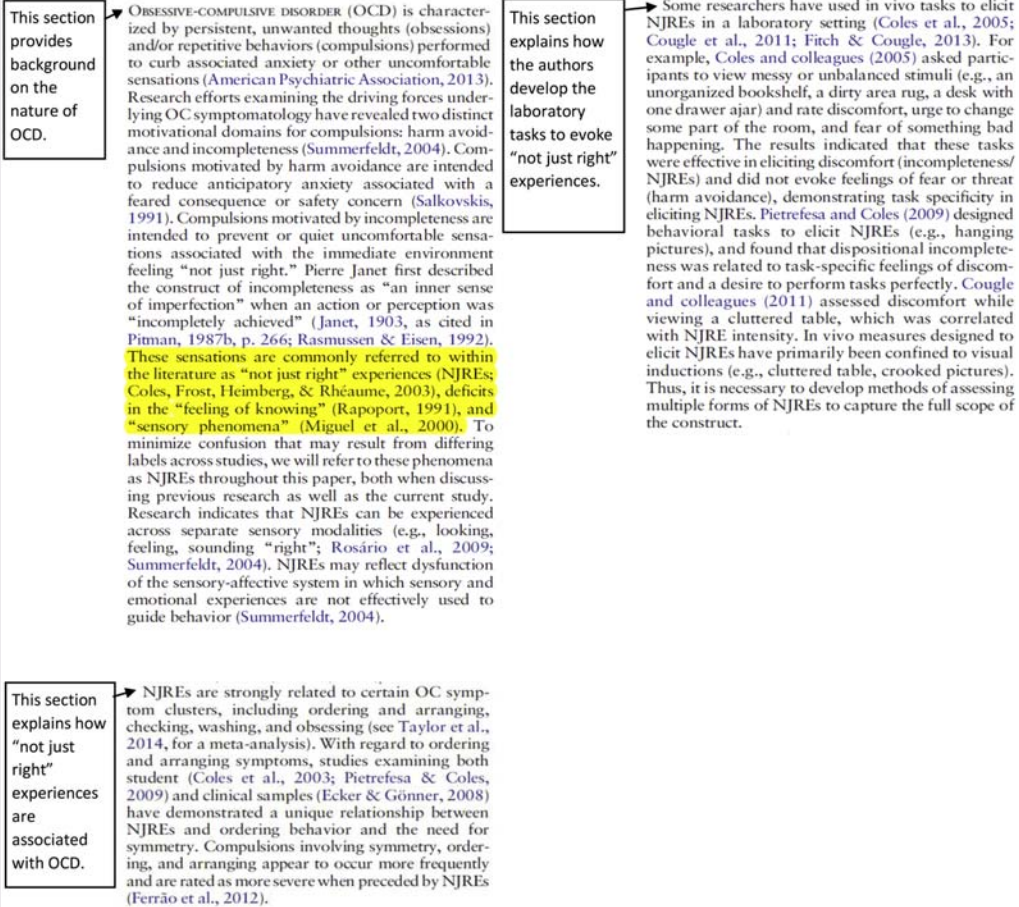 This section
provides
background
on the
nature of
OCD.
OBSESSIVE-COMPULSIVE DISORDER (OCD) is character-
ized by persistent, unwanted thoughts (obsessions)
and/or repetitive behaviors (compulsions) performed
to curb associated anxiety or other uncomfortable
sensations (American Psychiatric Association, 2013).
Research efforts examining the driving forces under-
lying OC symptomatology have revealed two distinct
motivational domains for compulsions: harm avoid-
ance and incompleteness (Summerfeldt, 2004). Com-
pulsions motivated by harm avoidance are intended
to reduce anticipatory anxiety associated with a
feared consequence or safety concern (Salkovskis,
1991). Compulsions motivated by incompleteness are
intended to prevent or quiet uncomfortable sensa-
tions associated with the immediate environment
feeling “not just right.” Pierre Janet first described
the construct of incompleteness as “an inner sense
of imperfection” when an action or perception was
“incompletely achieved” (Janet, 1903, as cited in
Pitman, 1987b, p. 266; Rasmussen & Eisen, 1992).
These sensations are commonly referred to within
the literature as “not just right” experiences (NJREs;
Coles, Frost, Heimberg, & Rhéaume, 2003), deficits
in the “feeling of knowing” (Rapoport, 1991), and
“sensory phenomena” (Miguel et al., 2000). To
minimize confusion that may result from differing
labels across studies, we will refer to these phenomena
as NJREs throughout this paper, both when discuss-
ing previous research as well as the current study.
Research indicates that NJREs can be experienced
across separate sensory modalities (e.g., looking,
feeling, sounding “right”; Rosário et al., 2009;
Summerfeldt, 2004). NJREs may reflect dysfunction
of the sensory-affective system in which sensory and
emotional experiences are not effectively used to
guide behavior (Summerfeldt, 2004).
This section
explains how
“not just
right”
experiences
are
associated
with OCD.
NJREs are strongly related to certain OC symp-
tom clusters, including ordering and arranging,
checking, washing, and obsessing (see Taylor et al.,
2014, for a meta-analysis). With regard to ordering
and arranging symptoms, studies examining both
student (Coles et al., 2003; Pietrefesa & Coles,
2009) and clinical samples (Ecker & Gönner, 2008)
have demonstrated a unique relationship between
NJREs and ordering behavior and the need for
symmetry. Compulsions involving symmetry, order-
ing, and arranging appear to occur more frequently
and are rated as more severe when preceded by NJREs
(Ferrão et al., 2012).
This section
explains how
the authors
develop the
laboratory
tasks to evoke
“not just right”
experiences.
Some researchers have used in vivo tasks to elicit
NJREs in a laboratory setting (Coles et al., 2005;
Cougle et al., 2011; Fitch & Cougle, 2013). For
example, Coles and colleagues (2005) asked partic-
ipants to view messy or unbalanced stimuli (e.g., an
unorganized bookshelf, a dirty area rug, a desk with
one drawer ajar) and rate discomfort, urge to change
some part of the room, and fear of something bad
happening. The results indicated that these tasks
were effective in eliciting discomfort (incompleteness/
NJREs) and did not evoke feelings of fear or threat
(harm avoidance), demonstrating task specificity in
eliciting NJREs. Pietrefesa and Coles (2009) designed
behavioral tasks to elicit NJREs (e.g., hanging
pictures), and found that dispositional incomplete-
ness was related to task-specific feelings of discom-
fort and a desire to perform tasks perfectly. Cougle
and colleagues (2011) assessed discomfort while
viewing a cluttered table, which was correlated
with NJRE intensity. In vivo measures designed to
elicit NJREs have primarily been confined to visual
inductions (e.g., cluttered table, crooked pictures).
Thus, it is necessary to develop methods of assessing
multiple forms of NJREs to capture the full scope of
the construct.